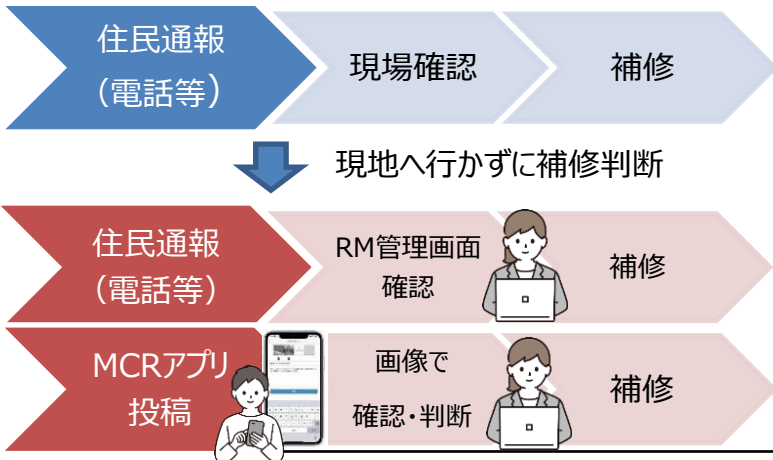 住民通報
（電話等）
現場確認
補修
現地へ行かずに補修判断
住民通報
（電話等）
RM管理画面
確認
補修
MCRアプリ
投稿
画像で
確認・判断
補修